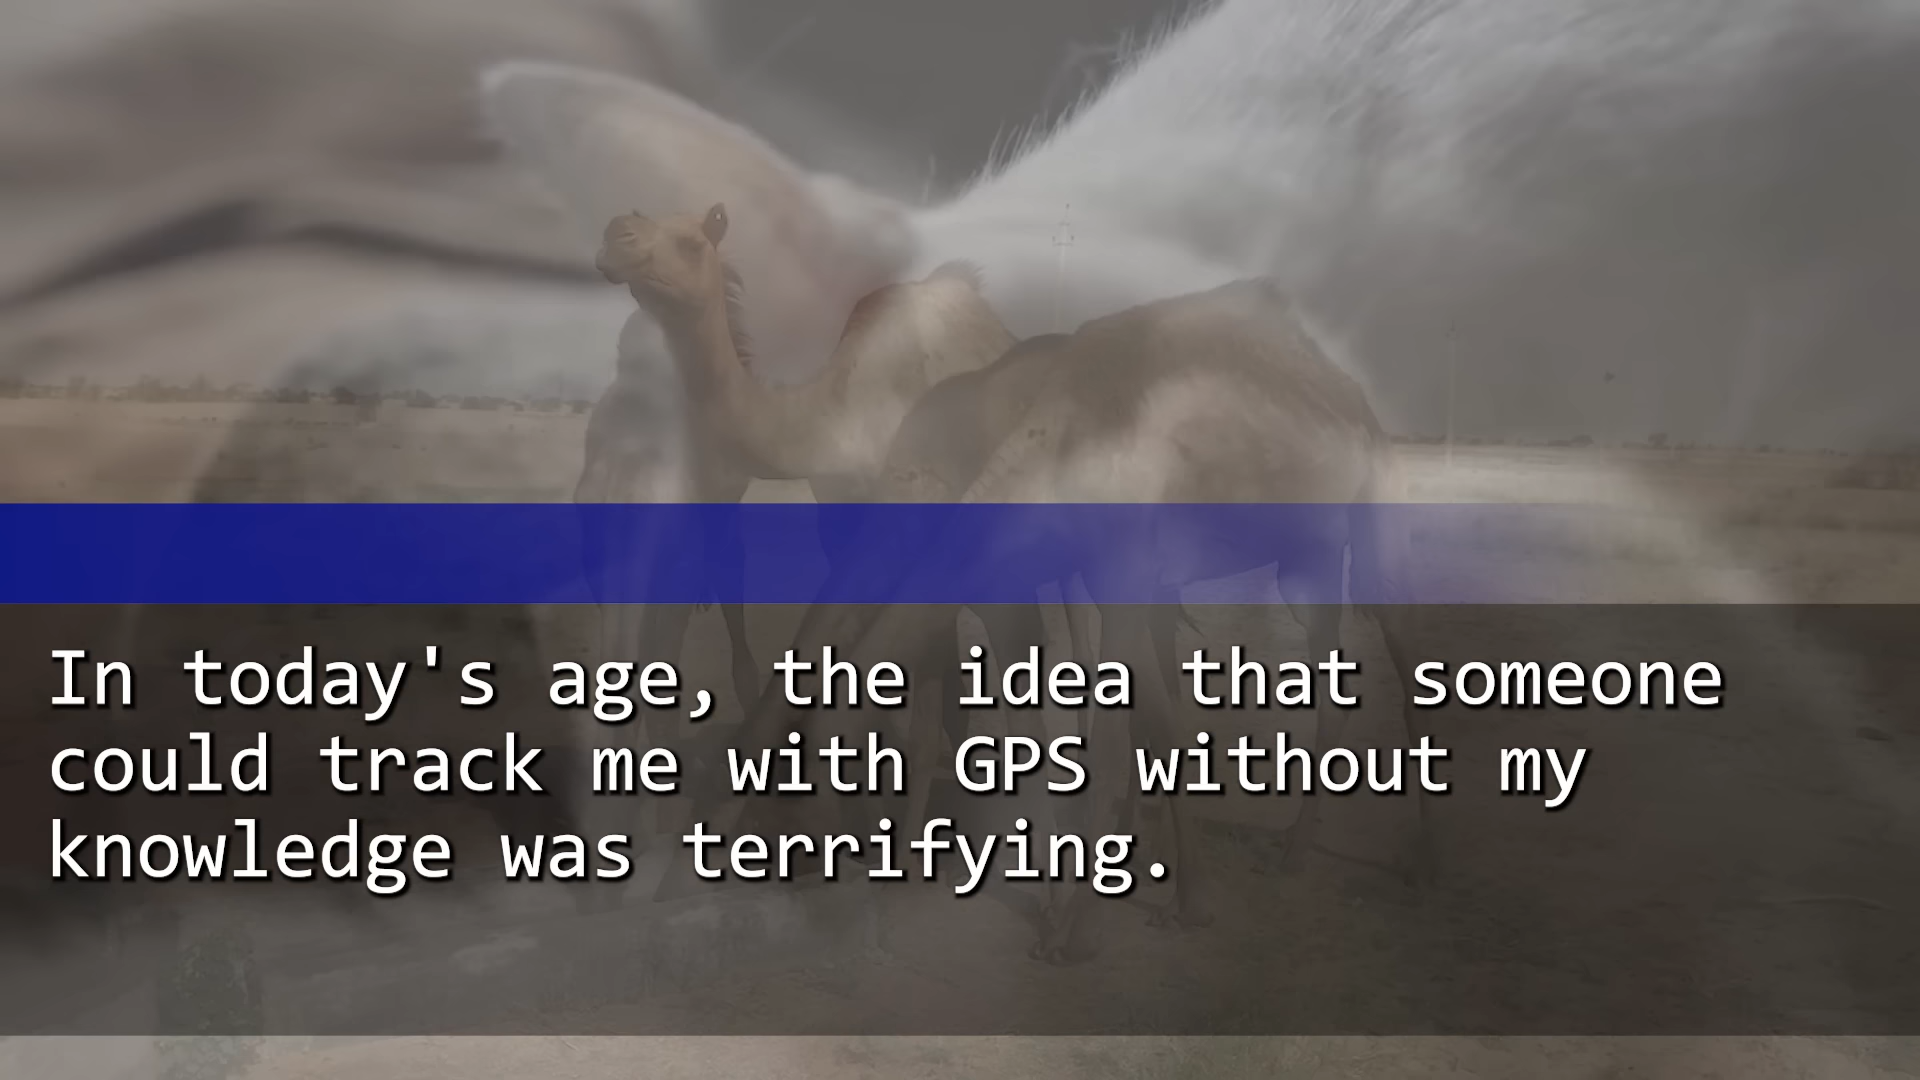 In today's age, the idea that someone
could track me with GPS without my
knowledge was terrifying.